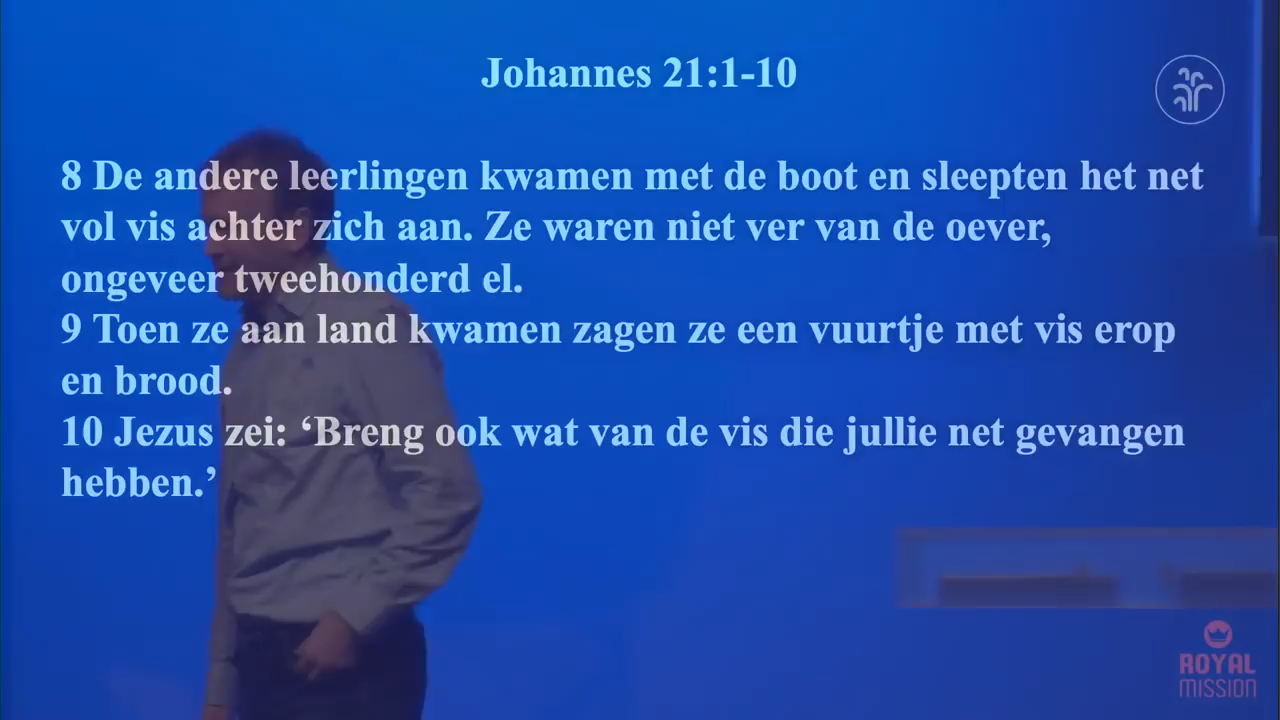 Johannes 21:1-10
8 De andere leerlingen kwamen met de boot en sleepten het net
vol vis achter zich aan. Ze waren niet ver van de oever,
ongeveer tweehonderd el.
9 Toen ze aan land kwamen zagen ze een vuurtje met vis erop
en brood.
10 Jezus zei: ‘Breng ook wat van de vis die jullie net gevangen
hebben.’
ROYAL
MISSION